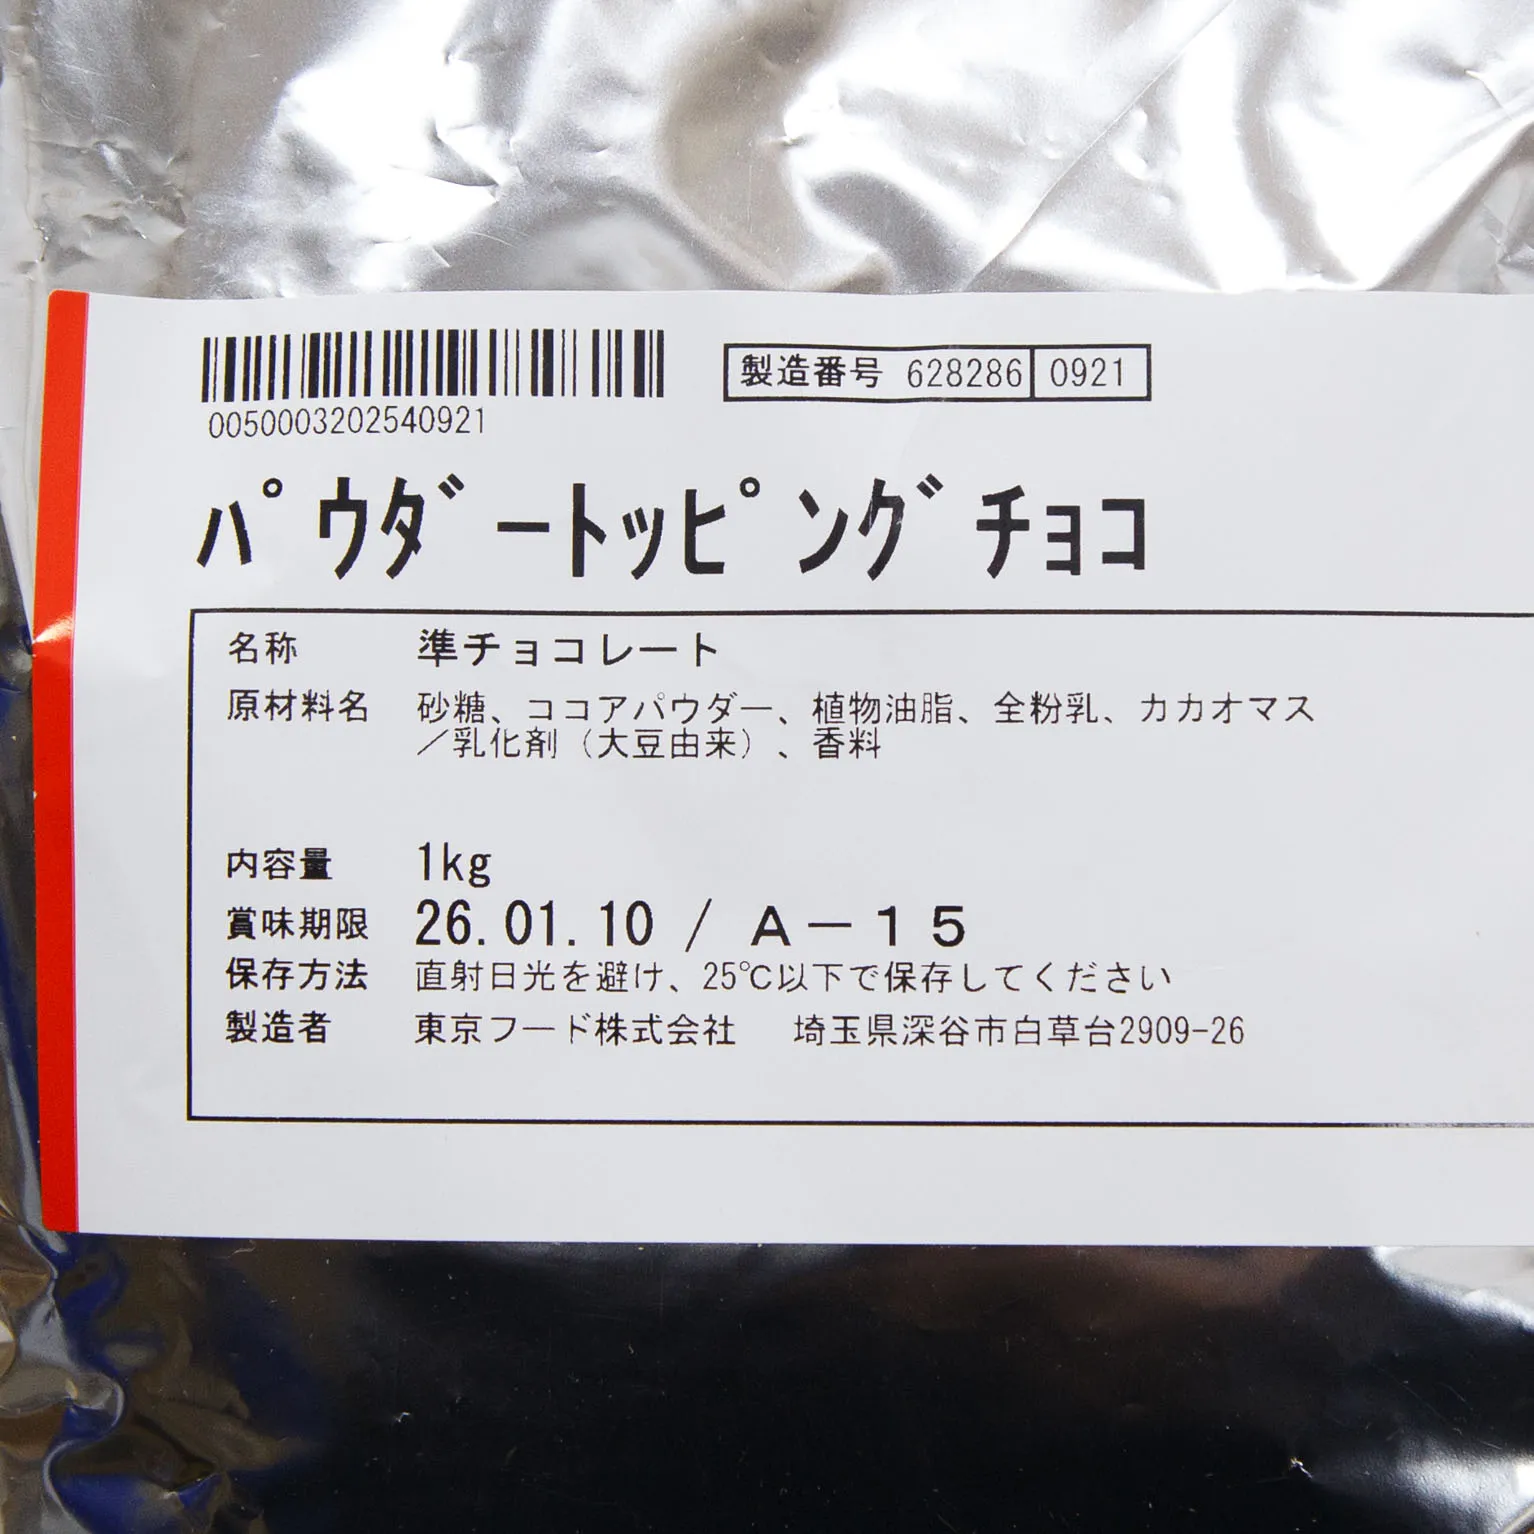 製造番号 628286 0921
0050003202540921
ﾊﾟｳﾀﾞｰﾄｯﾋﾟﾝｸﾞﾁｮｺ
名称 準チョコレート
原材料名 砂糖、ココアパウダー、植物油脂、全粉乳、カカオマス
／乳化剤（大豆由来）、香料
内容量 1kg
賞味期限 26.01.10 / Ａ－１５
保存方法 直射日光を避け、25℃以下で保存してください
製造者 東京フード株式会社 埼玉県深谷市白草台2909-26